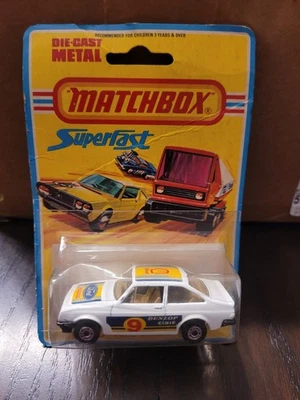 RECOMMENDED FOR CHILDREN 3 YEARS & OVER
DIE-CAST
METAL
MATCHBOX®
Superfast
9
DUNLOP